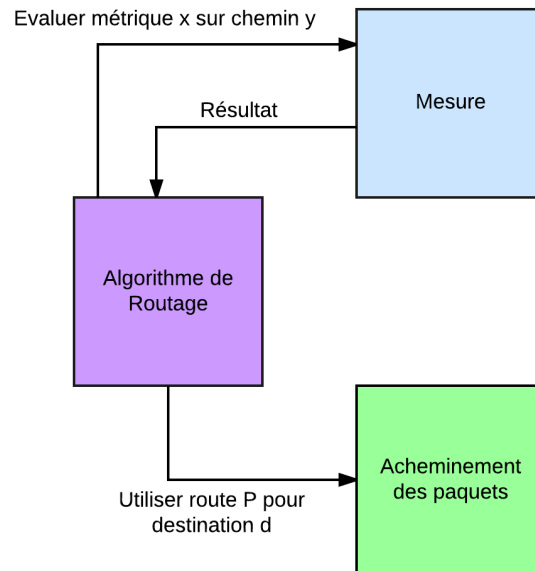 Evaluer métrique x sur chemin y
Mesure
Résultat
Algorithme de
Routage
Acheminement
des paquets
Utiliser route P pour
destination d